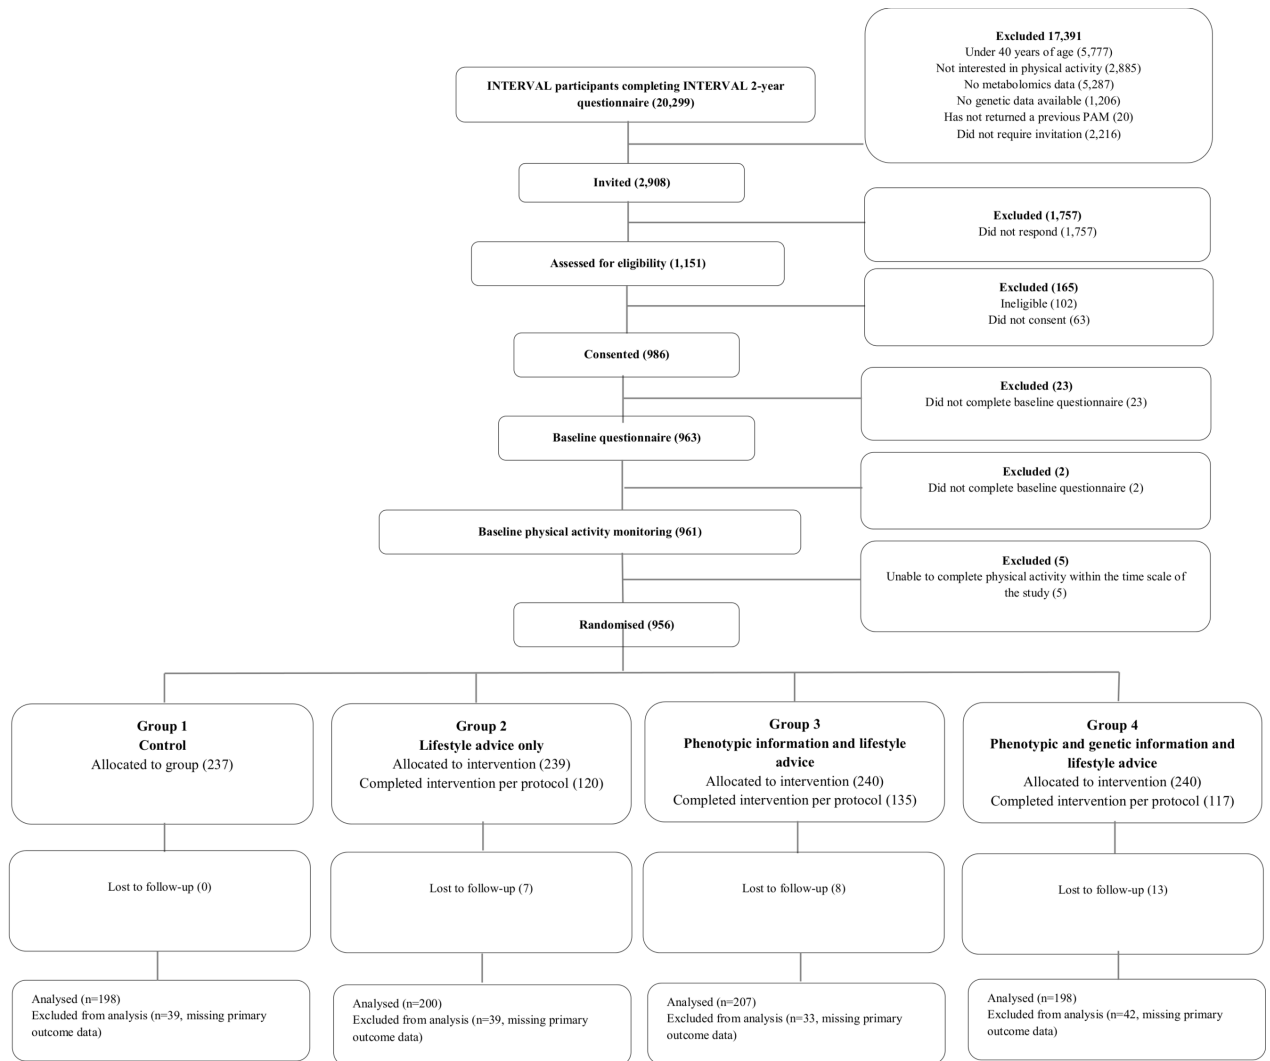 Excluded 17,391
Under 40 years of age (5,777)
Not interested in physical activity (2,885)
No metabolomics data (5,287)
No genetic data available (1,206)
Has not returned a previous PAM (20)
Did not require invitation (2,216)
INTERVAL participants completing INTERVAL 2-year
questionnaire (20,299)
Invited (2,908)
Excluded (1,757)
Did not respond (1,757)
Assessed for eligibility (1,151)
Excluded (165)
Ineligible (102)
Did not consent (63)
Consented (986)
Excluded (23)
Did not complete baseline questionnaire (23)
Baseline questionnaire (963)
Excluded (2)
Did not complete baseline questionnaire (2)
Baseline physical activity monitoring (961)
Excluded (5)
Unable to complete physical activity within the time scale of
the study (5)
Randomised (956)
Group 1
Control
Allocated to group (237)
Group 2
Lifestyle advice only
Allocated to intervention (239)
Completed intervention per protocol (120)
Group 3
Phenotypic information and lifestyle
advice
Allocated to intervention (240)
Completed intervention per protocol (135)
Group 4
Phenotypic and genetic information and
lifestyle advice
Allocated to intervention (240)
Completed intervention per protocol (117)
Lost to follow-up (0)
Lost to follow-up (7)
Lost to follow-up (8)
Lost to follow-up (13)
Analysed (n=198)
Excluded from analysis (n=39, missing primary
outcome data)
Analysed (n=200)
Excluded from analysis (n=39, missing primary
outcome data)
Analysed (n=207)
Excluded from analysis (n=33, missing primary
outcome data)
Analysed (n=198)
Excluded from analysis (n=42, missing primary
outcome data)